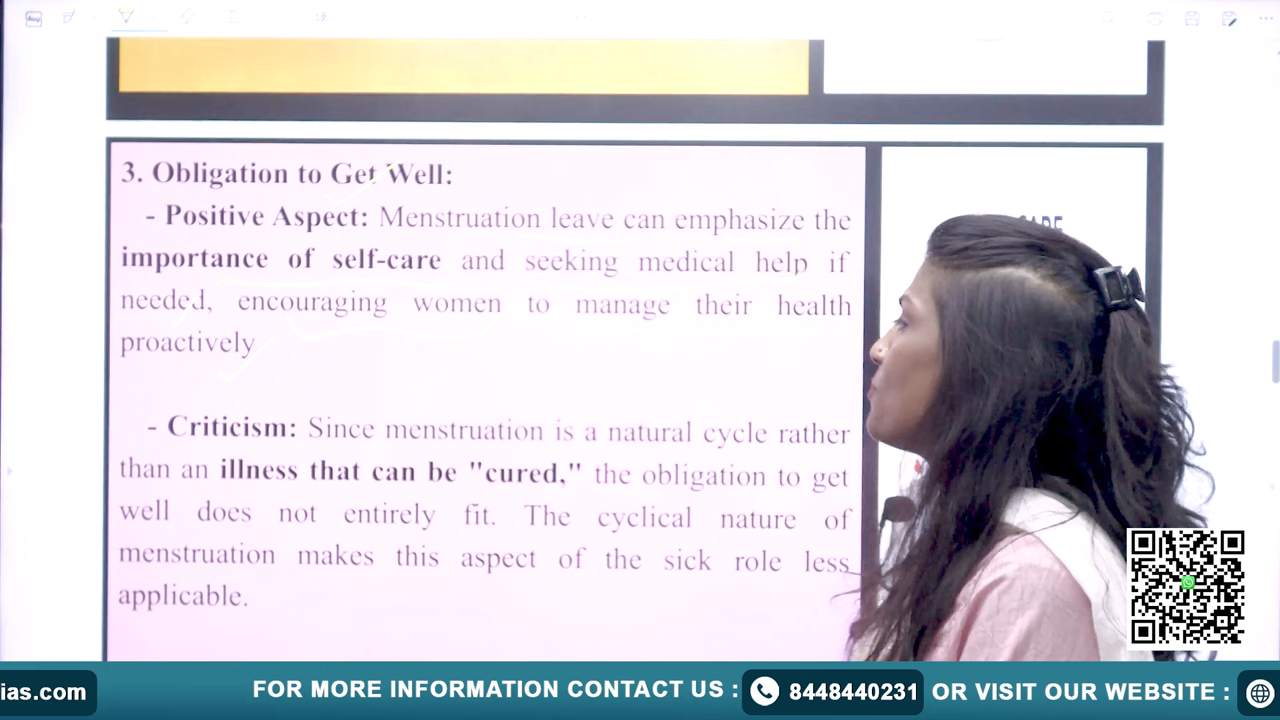 3. Obligation to Get Well:
- Positive Aspect: Menstruation leave can emphasize the
importance of self-care and seeking medical help if
needed, encouraging women to manage their health
proactively
- Criticism: Since menstruation is a natural cycle rather
than an illness that can be "cured," the obligation to get
well does not entirely fit. The cyclical nature of
menstruation makes this aspect of the sick role less
applicable.
ias.com
FOR MORE INFORMATION CONTACT US :
8448440231
OR VISIT OUR WEBSITE :